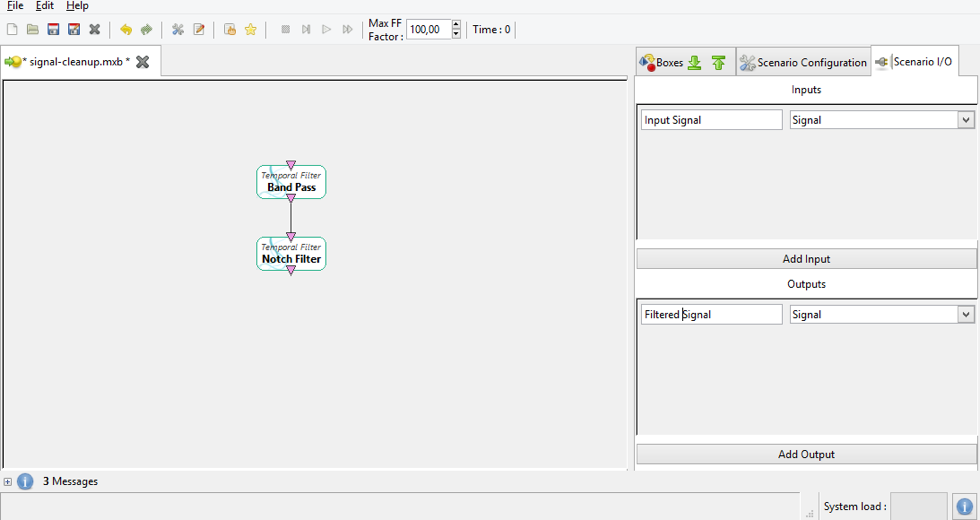 File Edit Help
Max FF
Factor : 100,00 Time : 0
* signal-cleanup.mxb *
Boxes Scenario Configuration Scenario I/O
Inputs
Input Signal Signal
Add Input
Outputs
Filtered Signal Signal
Add Output
Temporal Filter
Band Pass
Temporal Filter
Notch Filter
3 Messages
System load :